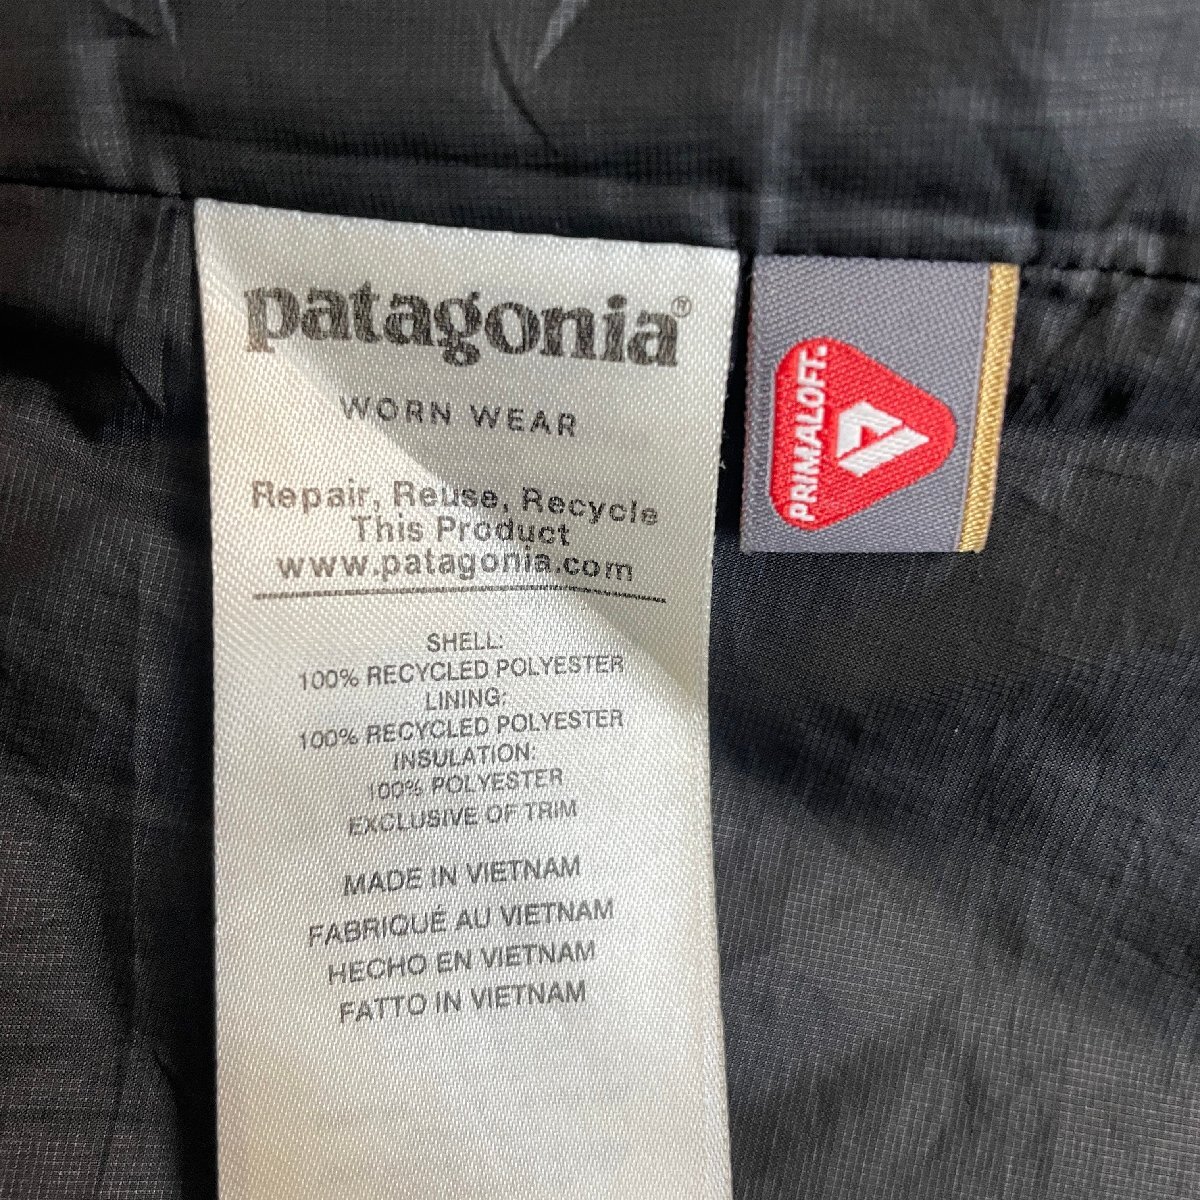 patagonia®
WORN WEAR
Repair, Reuse, Recycle
This Product
www.patagonia.com
SHELL:
100% RECYCLED POLYESTER
LINING:
100% RECYCLED POLYESTER
INSULATION:
100% POLYESTER
EXCLUSIVE OF TRIM
MADE IN VIETNAM
FABRIQUÉ AU VIETNAM
HECHO EN VIETNAM
FATTO IN VIETNAM
PRIMALOFT®